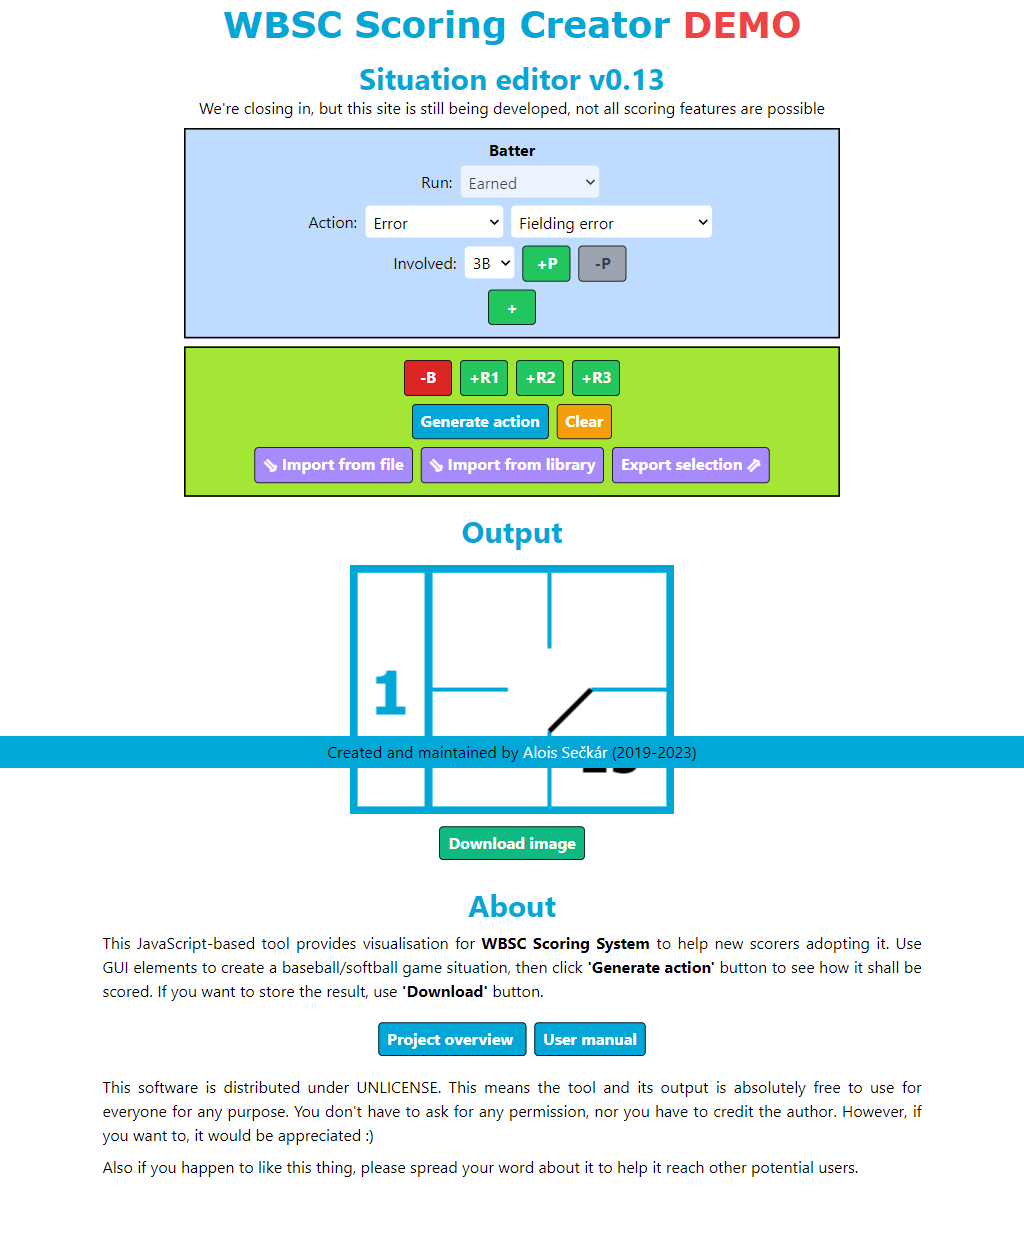 WBSC Scoring Creator DEMO
Situation editor v0.13
We're closing in, but this site is still being developed, not all scoring features are possible
Batter
Run: Earned
Action: Error Fielding error
Involved: 3B +P -P
+
-B +R1 +R2 +R3
Generate action Clear
⇘ Import from file ⇘ Import from library Export selection ⇗
Output
1
Created and maintained by Alois Sečkár (2019-2023)
Download image
About
This JavaScript-based tool provides visualisation for WBSC Scoring System to help new scorers adopting it. Use
GUI elements to create a baseball/softball game situation, then click 'Generate action' button to see how it shall be
scored. If you want to store the result, use 'Download' button.
Project overview User manual
This software is distributed under UNLICENSE. This means the tool and its output is absolutely free to use for
everyone for any purpose. You don't have to ask for any permission, nor you have to credit the author. However, if
you want to, it would be appreciated :)
Also if you happen to like this thing, please spread your word about it to help it reach other potential users.